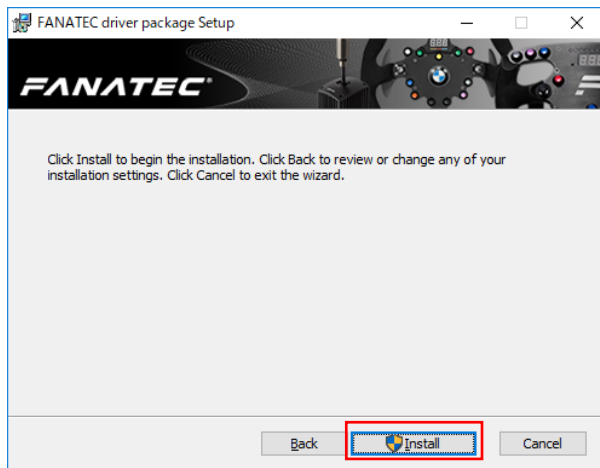 FANATEC driver package Setup
FANATEC
888
Click Install to begin the installation. Click Back to review or change any of your
installation settings. Click Cancel to exit the wizard.
Back
Install
Cancel